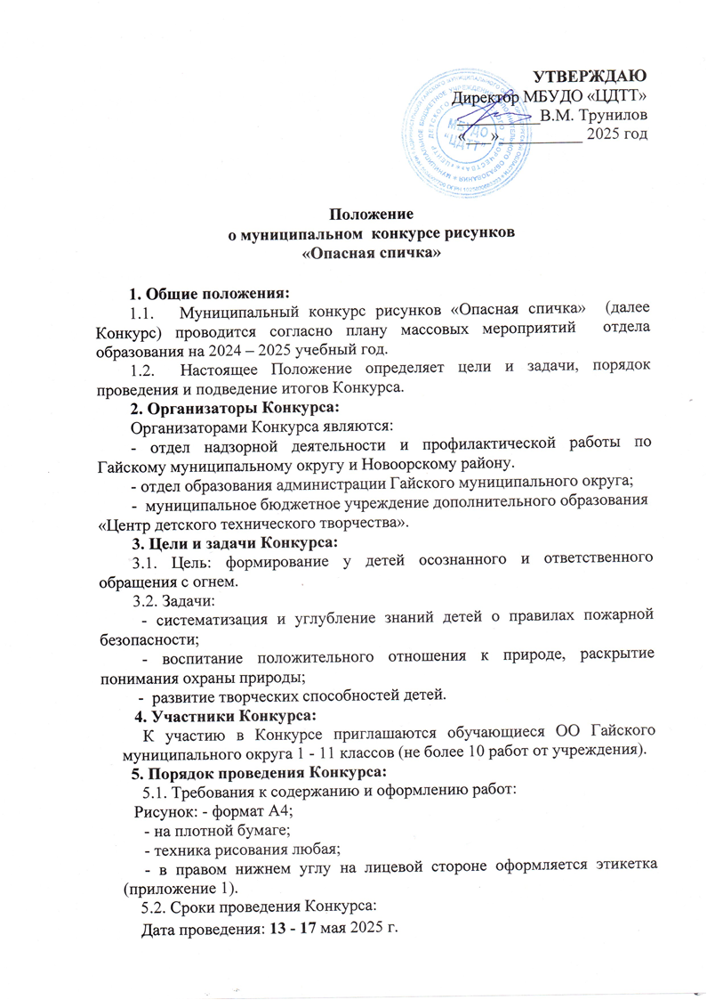 УТВЕРЖДАЮ
Директор МБУДО «ЦДТТ»
__________В.М. Трунилов
«___»__________ 2025 год
МБУДО
"ЦДТТ"
Положение
о муниципальном конкурсе рисунков
«Опасная спичка»
1. Общие положения:
1.1. Муниципальный конкурс рисунков «Опасная спичка» (далее
Конкурс) проводится согласно плану массовых мероприятий отдела
образования на 2024 – 2025 учебный год.
1.2. Настоящее Положение определяет цели и задачи, порядок
проведения и подведение итогов Конкурса.
2. Организаторы Конкурса:
Организаторами Конкурса являются:
- отдел надзорной деятельности и профилактической работы по
Гайскому муниципальному округу и Новоорскому району.
- отдел образования администрации Гайского муниципального округа;
- муниципальное бюджетное учреждение дополнительного образования
«Центр детского технического творчества».
3. Цели и задачи Конкурса:
3.1. Цель: формирование у детей осознанного и ответственного
обращения с огнем.
3.2. Задачи:
- систематизация и углубление знаний детей о правилах пожарной
безопасности;
- воспитание положительного отношения к природе, раскрытие
понимания охраны природы;
- развитие творческих способностей детей.
4. Участники Конкурса:
К участию в Конкурсе приглашаются обучающиеся ОО Гайского
муниципального округа 1 - 11 классов (не более 10 работ от учреждения).
5. Порядок проведения Конкурса:
5.1. Требования к содержанию и оформлению работ:
Рисунок: - формат А4;
- на плотной бумаге;
- техника рисования любая;
- в правом нижнем углу на лицевой стороне оформляется этикетка
(приложение 1).
5.2. Сроки проведения Конкурса:
Дата проведения: 13 - 17 мая 2025 г.